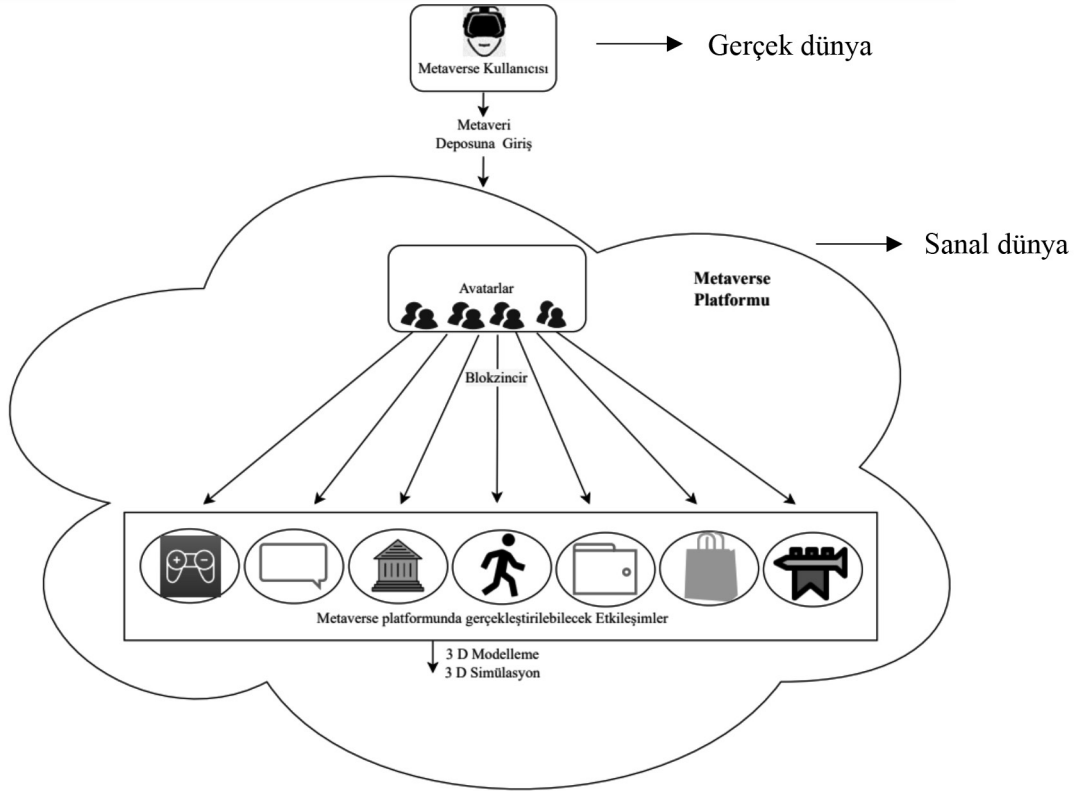 Metaverse Kullanıcısı
Gerçek dünya
Metaveri
Deposuna Giriş
Sanal dünya
Metaverse
Platformu
Avatarlar
Blokzincir
Metaverse platformunda gerçekleştirilebilecek Etkileşimler
3 D Modelleme
3 D Simülasyon